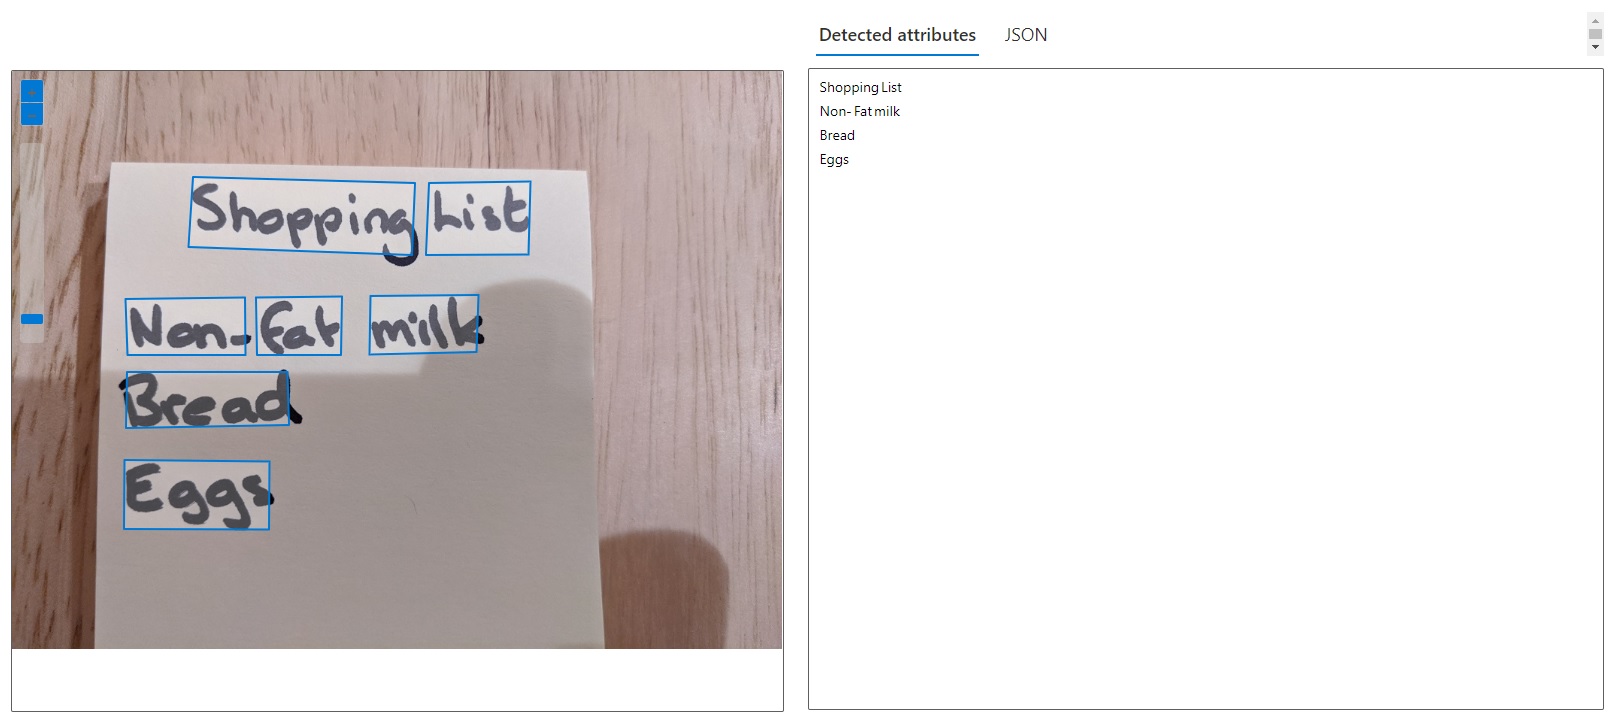 Detected attributes JSON
Shopping List
Non-Fat milk
Bread
Eggs
Shopping List
Non- Fat milk
Bread
Eggs